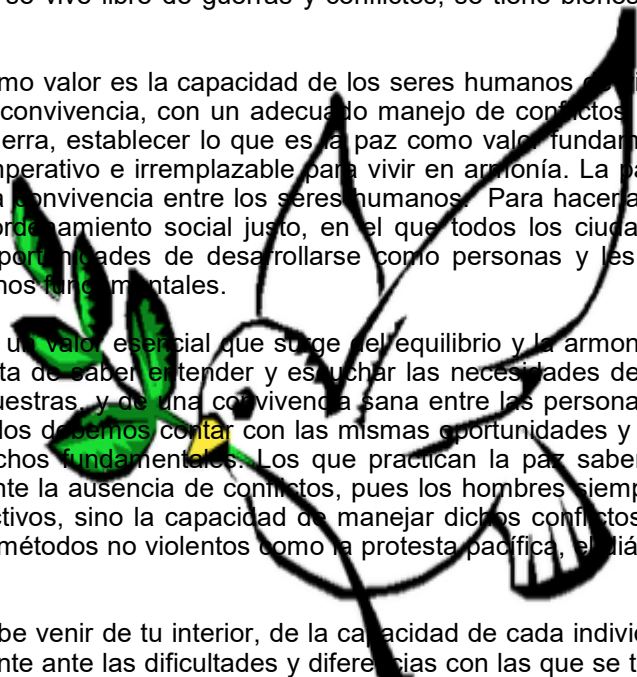 se vive libre de guerras y conflictos, se tiene bienes
mo valor es la capacidad de los seres humanos
convivencia, con un adecuado manejo de conflictos
erra, establecer lo que es la paz como valor fundam
mperativo e irremplazable para vivir en armonía. La pa
a convivencia entre los seres humanos. Para hacerla
ordenamiento social justo, en el que todos los ciuda
portunidades de desarrollarse como personas y les
nos fundamentales.
un valor esencial que surge del equilibrio y la armon
ta de saber entender y escuchar las necesidades de
uestras, y de una convivencia sana entre las persona
dos debemos contar con las mismas oportunidades y
chos fundamentales. Los que practican la paz saber
nte la ausencia de conflictos, pues los hombres siemp
ctivos, sino la capacidad de manejar dichos conflictos
métodos no violentos como la protesta pacífica, el diá
be venir de tu interior, de la capacidad de cada indivi
nte ante las dificultades y diferencias con las que se t